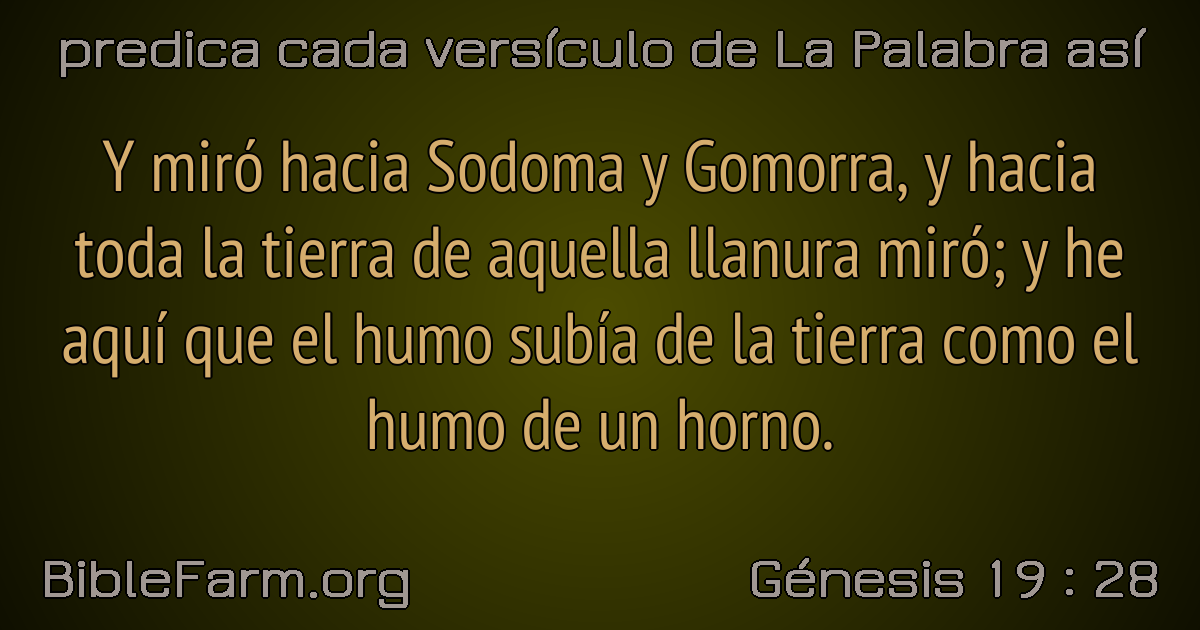 predica cada versículo de La Palabra así
Y miró hacia Sodoma y Gomorra, y hacia
toda la tierra de aquella llanura miró; y he
aquí que el humo subía de la tierra como el
humo de un horno.
BibleFarm.org
Génesis 19 : 28